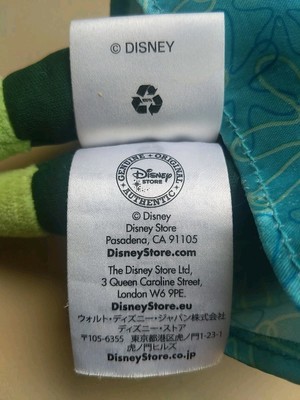 © DISNEY
GENUINE • ORIGINAL
Disney
STORE
AUTHENTIC
© Disney
Disney Store
Pasadena, CA 91105
DisneyStore.com
The Disney Store Ltd,
3 Queen Caroline Street,
London W6 9PE.
DisneyStore.eu
ウォルト・ディズニー・ジャパン株式会社
ディズニー・ストア
〒105-6355 東京都港区虎ノ門1-23-1
虎ノ門ヒルズ
DisneyStore.co.jp